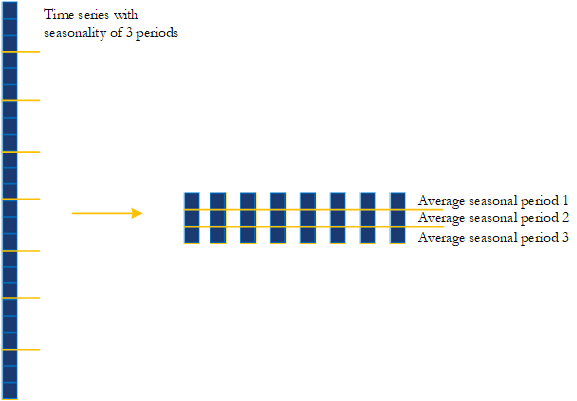 Time series with
seasonality of 3 periods
Average seasonal period 1
Average seasonal period 2
Average seasonal period 3